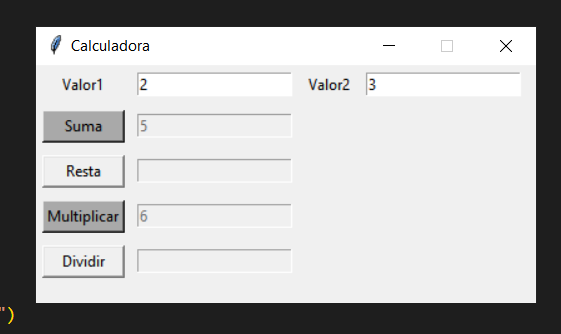 Calculadora
Valor1 2 Valor2 3
Suma 5
Resta
Multiplicar 6
Dividir
")